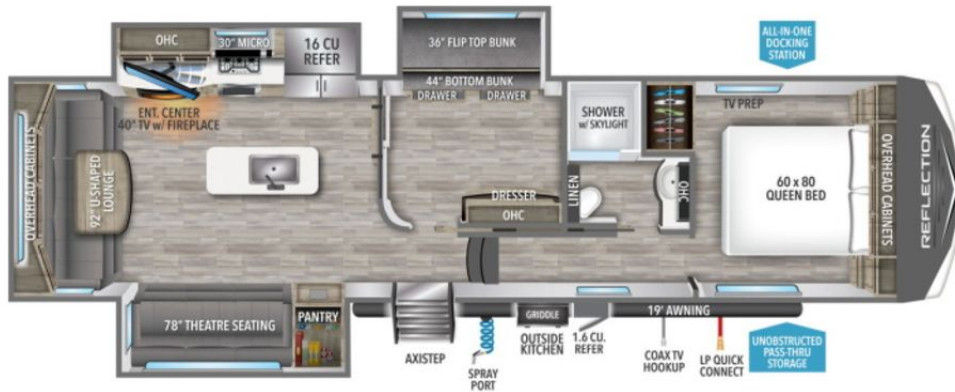 OHC
30" MICRO
16 CU
REFER
36" FLIP TOP BUNK
44" BOTTOM BUNK
DRAWER DRAWER
ALL-IN-ONE
DOCKING
STATION
ENT. CENTER
40" TV w/ FIREPLACE
SHOWER
w/ SKYLIGHT
TV PREP
OVERHEAD CABINETS
92" U-SHAPED
LOUNGE
DRESSER
OHC
LINEN
OHC
60 x 80
QUEEN BED
OVERHEAD CABINETS
REFLECTION
78" THEATRE SEATING
PANTRY
AXISTEP
SPRAY
PORT
GRIDDLE
OUTSIDE
KITCHEN
1.6 CU.
REFER
19' AWNING
COAX TV
HOOKUP
LP QUICK
CONNECT
UNOBSTRUCTED
PASS-THRU
STORAGE